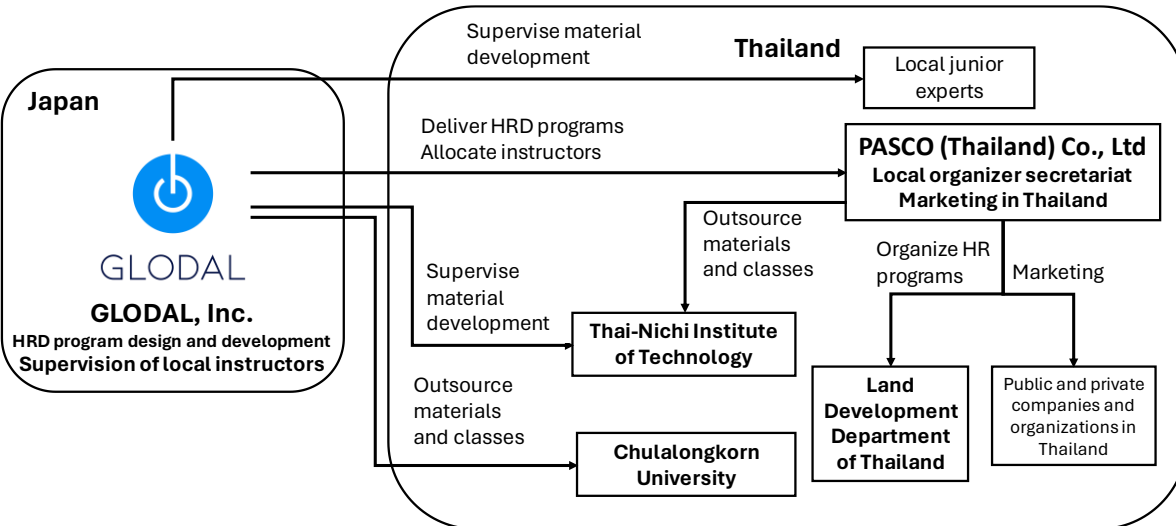 Supervise material
development
Thailand
Local junior
experts
Japan
Deliver HRD programs
Allocate instructors
PASCO (Thailand) Co., Ltd
Local organizer secretariat
Marketing in Thailand
GLODAL
GLODAL, Inc.
HRD program design and development
Supervision of local instructors
Outsource
materials
and classes
Organize HR
programs
Marketing
Supervise
material
development
Thai-Nichi Institute
of Technology
Land
Development
Department
of Thailand
Public and private
companies and
organizations in
Thailand
Outsource
materials
and classes
Chulalongkorn
University